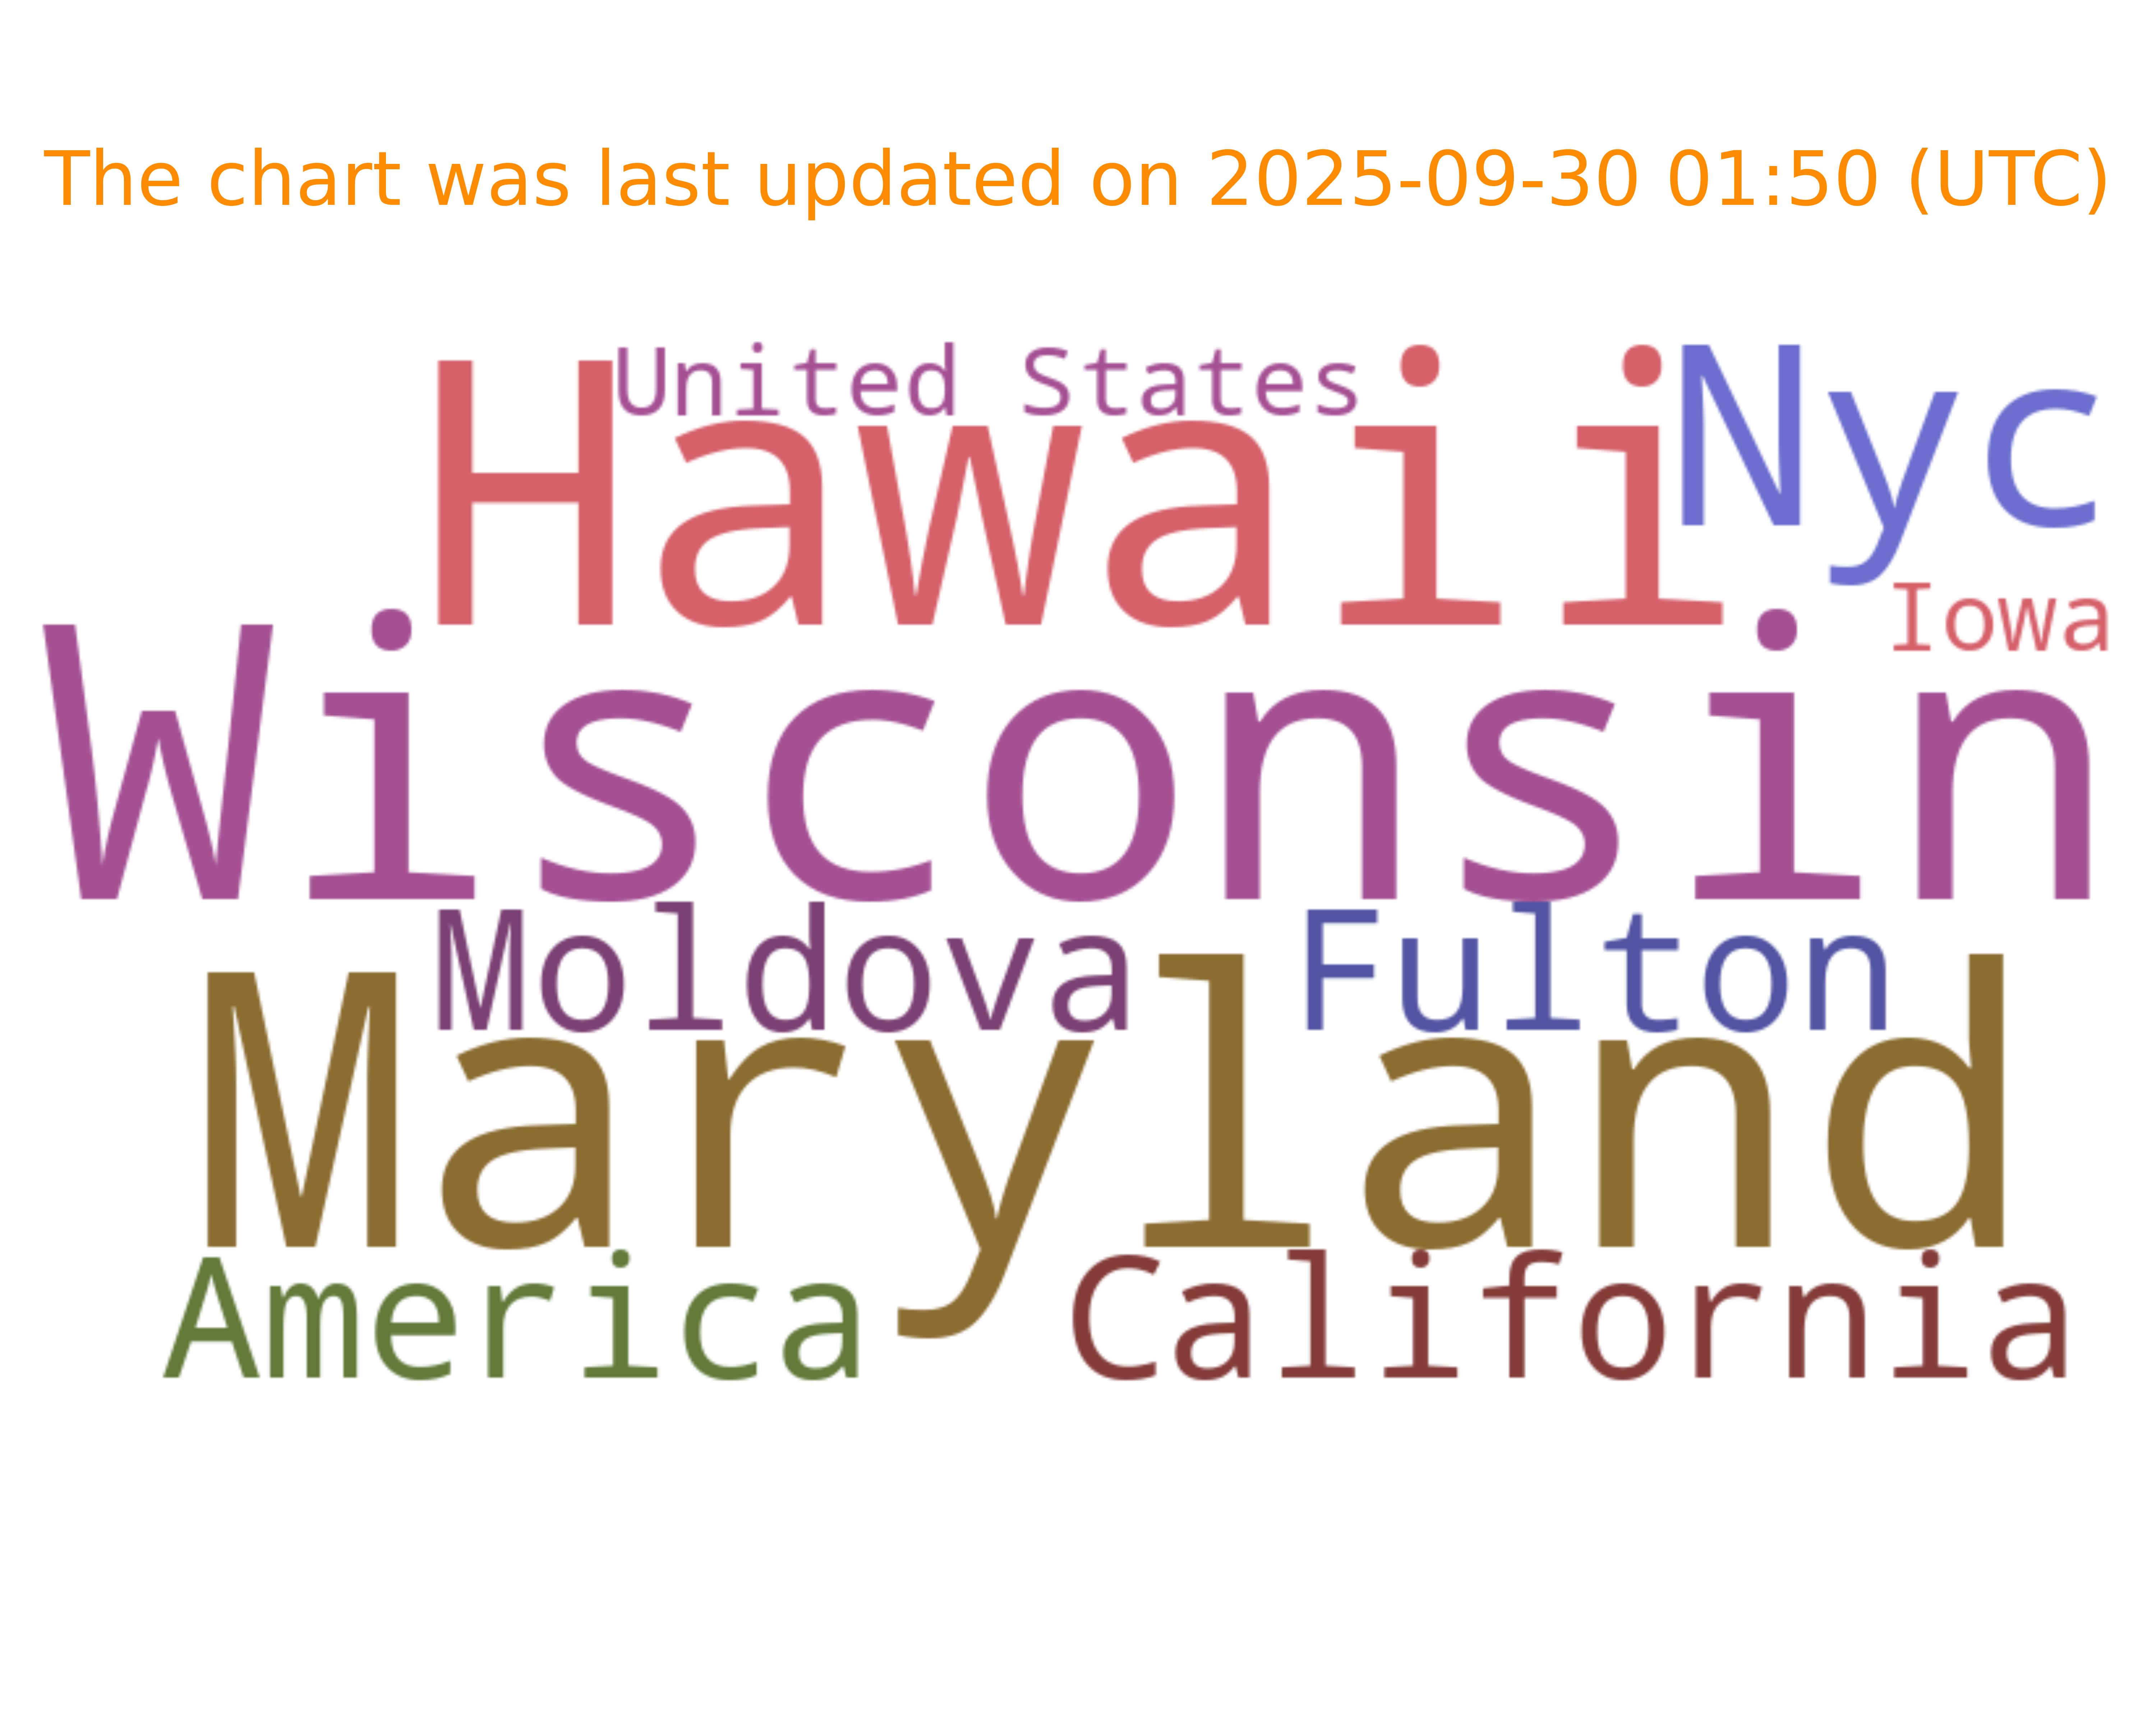 The chart was last updated on 2025-09-30 01:50 (UTC)
United States
Hawaii
Nyc
Iowa
Wisconsin
Moldova
Fulton
Maryland
America
California